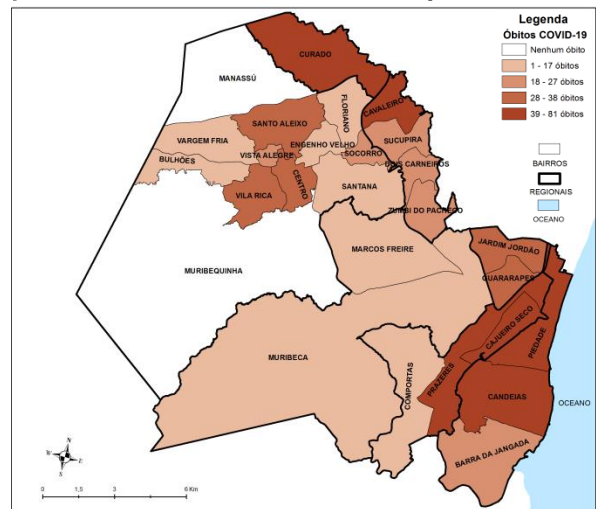 Legenda
Óbitos COVID-19
Nenhum óbito
1 - 17 óbitos
18 - 27 óbitos
28 - 38 óbitos
39 - 81 óbitos
BAIRROS
REGIONAIS
OCEANO
CURADO
MANASSÚ
CAVALEIRO
FLORIANO
SANTO ALEIXO
SUCUPIRA
VARGEM FRIA
ENGENHO VELHO
SOCORRO
VISTA ALEGRE
DOIS CARNEIROS
BULHÕES
CENTRO
SANTANA
VILA RICA
ZUMBI DO PACHECO
MARCOS FREIRE
JARDIM JORDÃO
MURIBEQUINHA
GUARARAPES
CAJUEIRO SECO
PIEDADE
MURIBECA
COMPORTAS
PRAZERES
CANDEIAS
OCEANO
BARRA DA JANGADA
N
W E
S
0 1,5 3 6 Km